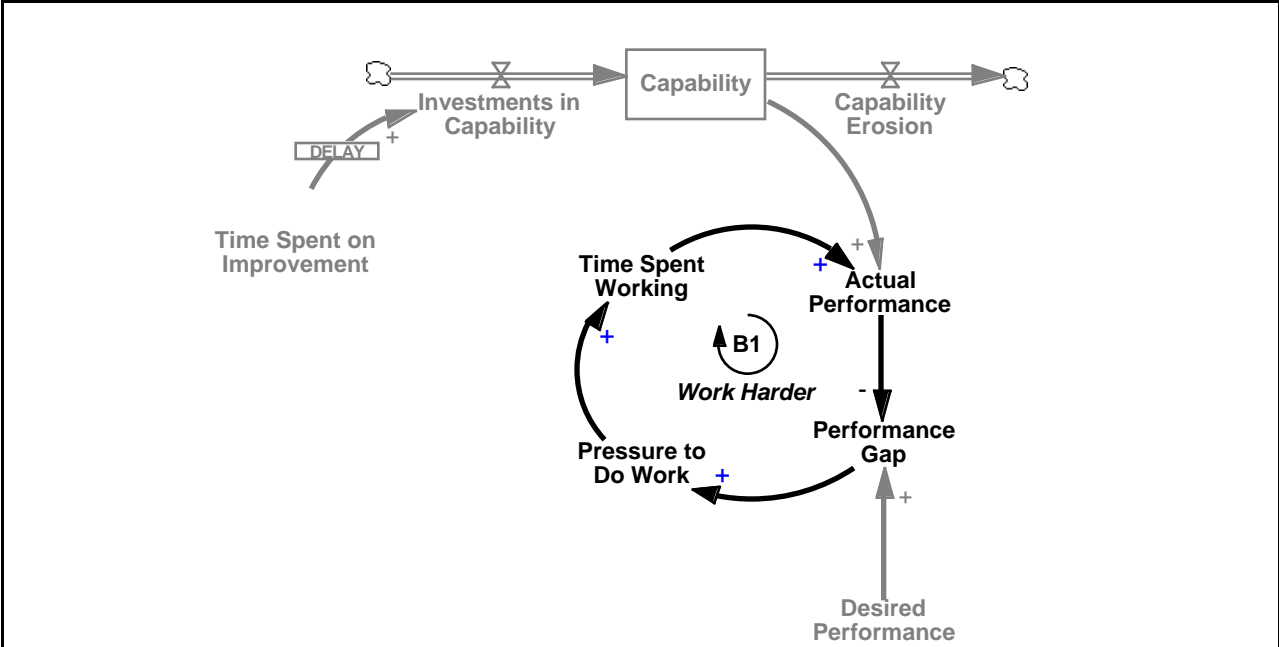 Capability
Investments in
Capability
Capability
Erosion
+
DELAY
Time Spent on
Improvement
Time Spent
Working
+
+
Actual
Performance
+
B1
Work Harder
-
Performance
Gap
Pressure to
Do Work
+
+
Desired
Performance